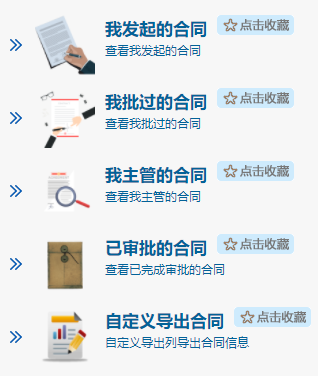 我发起的合同 点击收藏
查看我发起的合同
我批过的合同 点击收藏
查看我批过的合同
我主管的合同 点击收藏
查看我主管的合同
已审批的合同 点击收藏
查看已完成审批的合同
自定义导出合同 点击收藏
自定义导出列导出合同信息